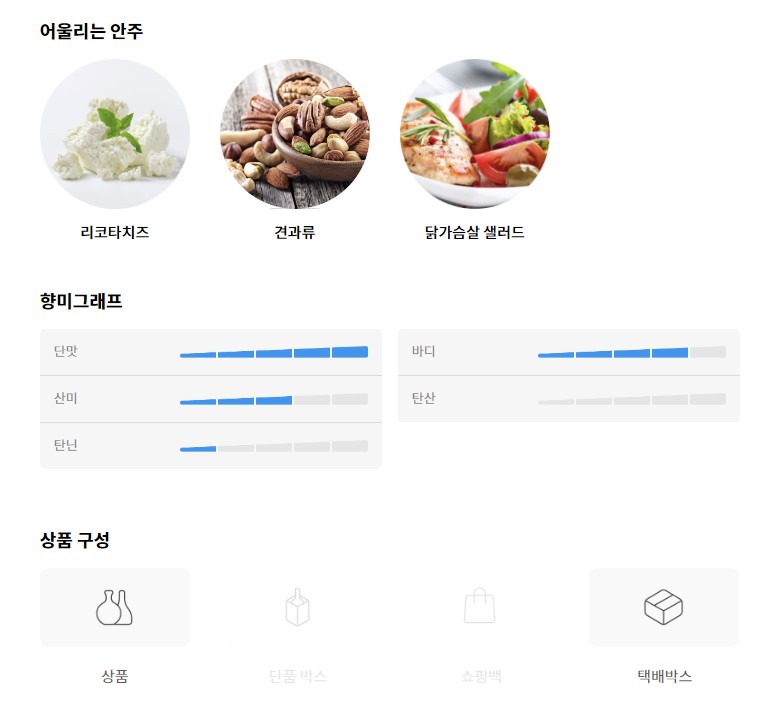 어울리는 안주
리코타치즈
견과류
닭가슴살 샐러드
향미그래프
단맛
바디
산미
탄산
탄닌
상품 구성
상품
단품 박스
쇼핑백
택배박스